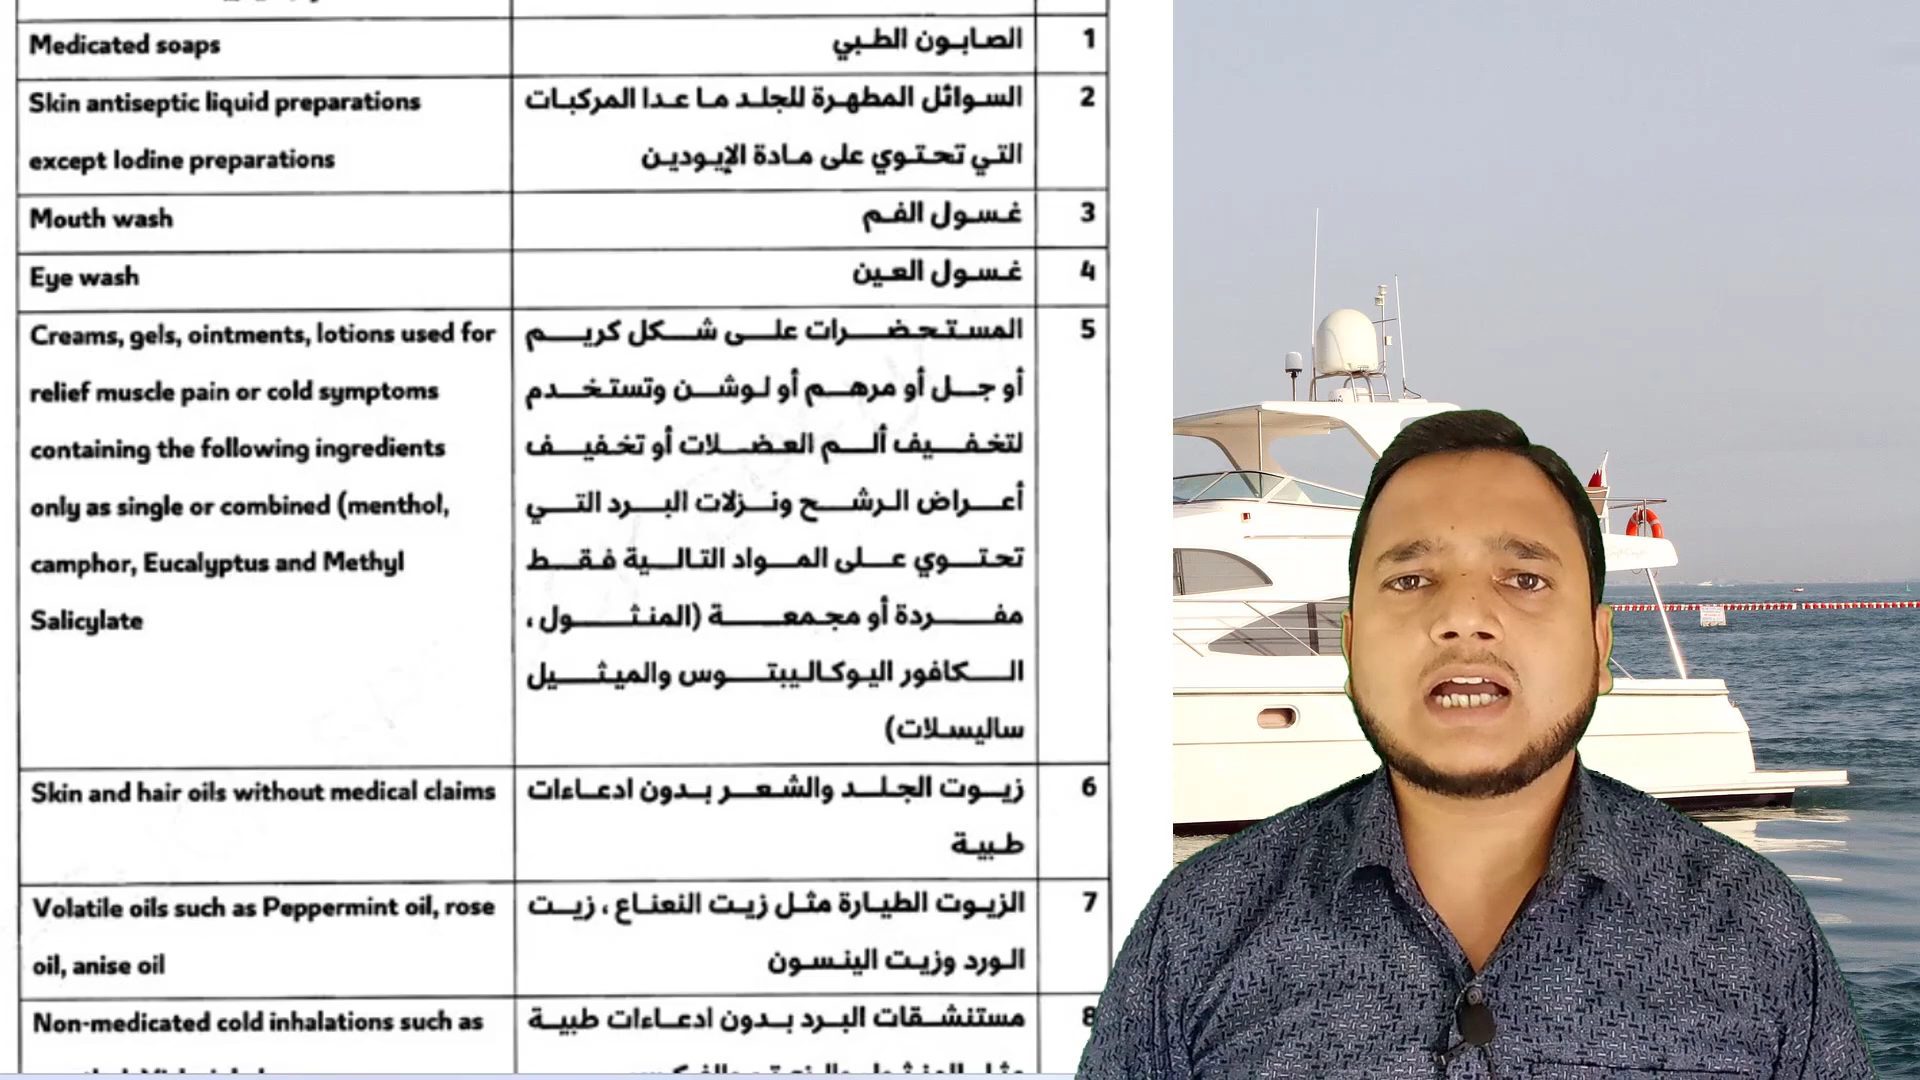 Medicated soaps
الصابون الطبي
1
Skin antiseptic liquid preparations
except Iodine preparations
السوائل المطهرة للجلد ما عدا المركبات
التي تحتوي على مادة الإيودين
2
Mouth wash
غسول الفم
3
Eye wash
غسول العين
4
Creams, gels, ointments, lotions used for
relief muscle pain or cold symptoms
containing the following ingredients
only as single or combined (menthol,
camphor, Eucalyptus and Methyl
Salicylate
المستحضرات على شكل كريم
أو جل أو مرهم أو لوشن وتستخدم
لتخفيف ألم العضلات أو تخفيف
أعراض الرشح ونزلات البرد التي
تحتوي على المواد التالية فقط
مفردة أو مجمعة (المنثول ،
الكافور اليوكاليبتوس والميثيل
ساليسلات)
5
Skin and hair oils without medical claims
زيوت الجلد والشعر بدون ادعاءات
طبية
6
Volatile oils such as Peppermint oil, rose
oil, anise oil
الزيوت الطيارة مثل زيت النعناع ، زيت
الورد وزيت الينسون
7
Non-medicated cold inhalations such as
مستنشقات البرد بدون ادعاءات طبية
8